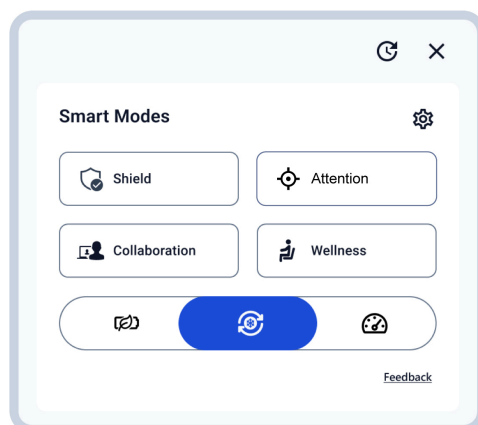 Smart Modes
Shield
Attention
Collaboration
Wellness
Feedback